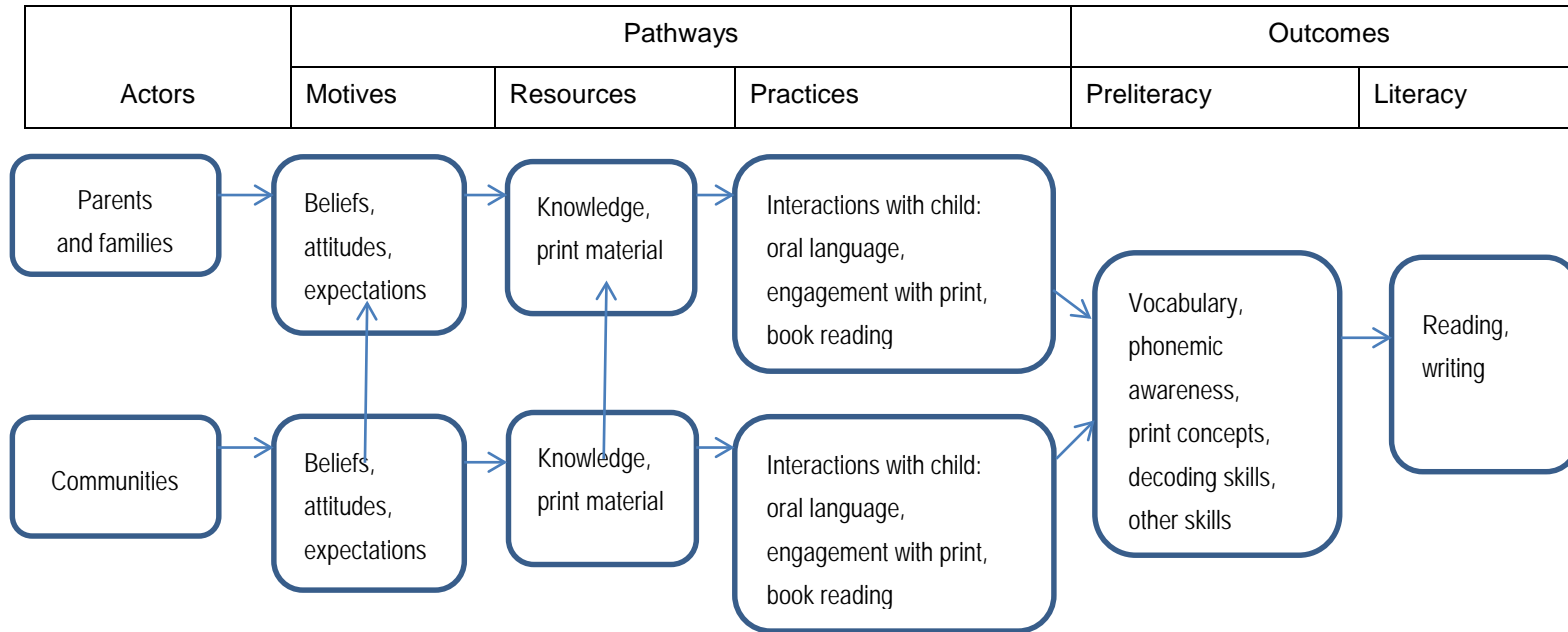 Pathways
Outcomes
Actors
Motives
Resources
Practices
Preliteracy
Literacy
Parents
and families
Beliefs,
attitudes,
expectations
Knowledge,
print material
Interactions with child:
oral language,
engagement with print,
book reading
Vocabulary,
phonemic
awareness,
print concepts,
decoding skills,
other skills
Reading,
writing
Communities
Beliefs,
attitudes,
expectations
Knowledge,
print material
Interactions with child:
oral language,
engagement with print,
book reading